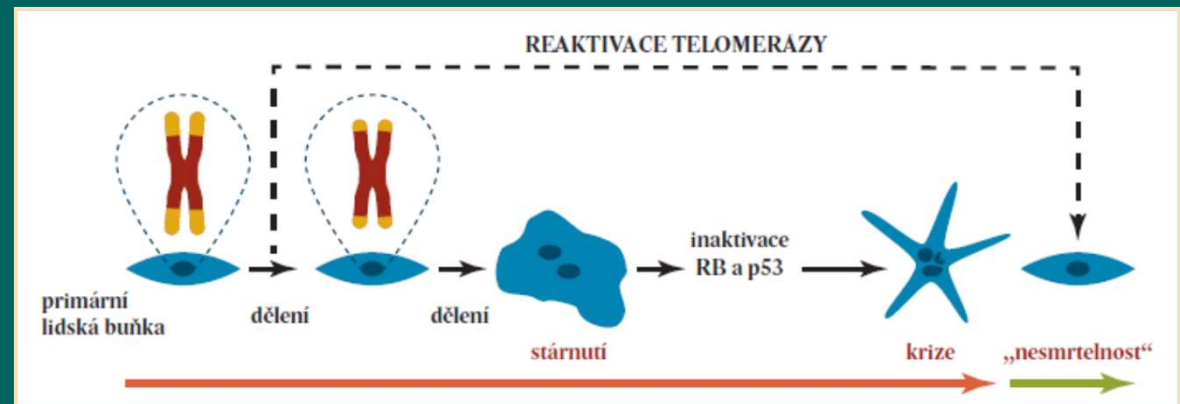 REAKTIVACE TELOMERÁZY
primární
lidská buňka
dělení
dělení
stárnutí
inaktivace
RB a p53
krize
„nesmrtelnost“